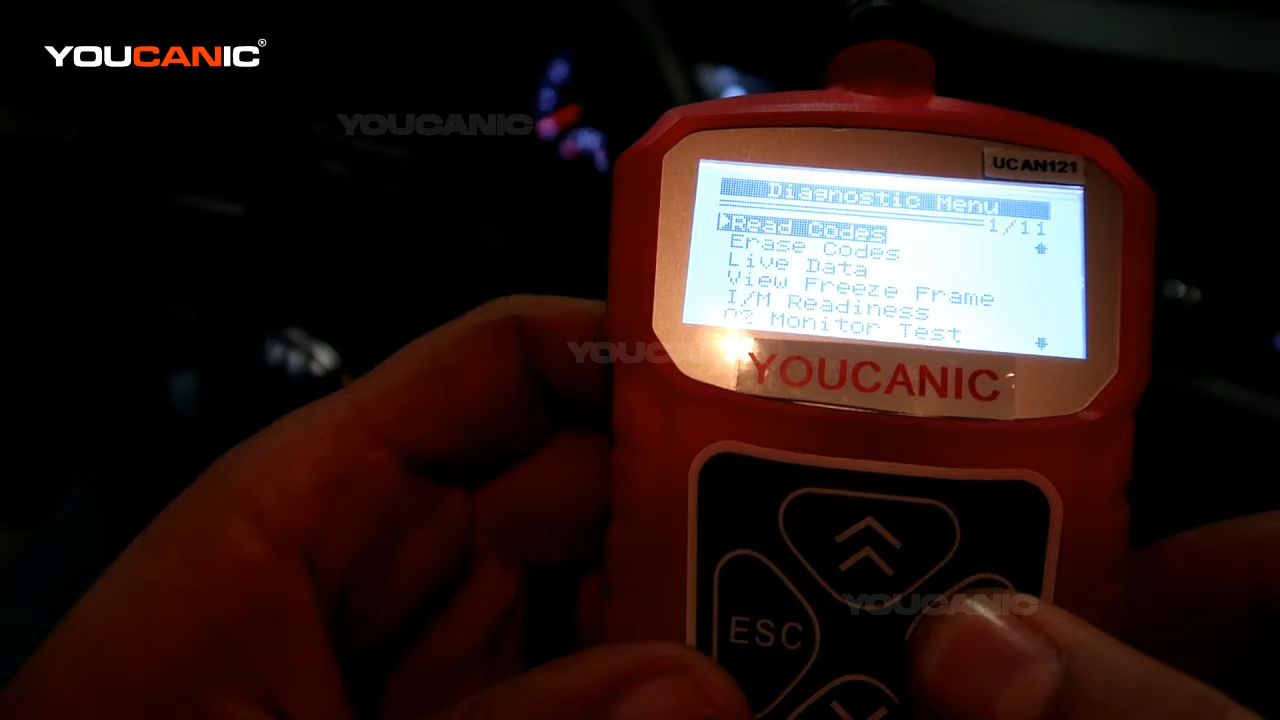 YOUCANIC®
YOUCANIC
UCAN121
Diagnostic Menu
1/11
Read Codes
Erase Codes
Live Data
View Freeze Frame
I/M Readiness
O2 Monitor Test
YOUCANIC
YOUCANIC
YOUCANIC
ESC